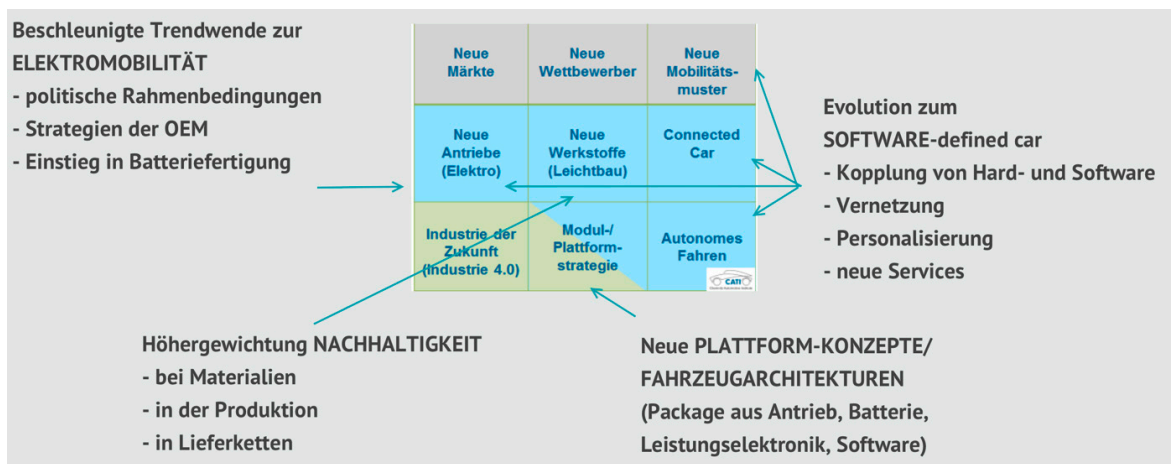 Beschleunigte Trendwende zur
ELEKTROMOBILITÄT
- politische Rahmenbedingungen
- Strategien der OEM
- Einstieg in Batteriefertigung
Neue
Märkte
Neue
Wettbewerber
Neue
Mobilitäts-
muster
Neue
Antriebe
(Elektro)
Neue
Werkstoffe
(Leichtbau)
Connected
Car
Industrie der
Zukunft
(Industrie 4.0)
Modul-/
Plattform-
strategie
Autonomes
Fahren
CATI
Evolution zum
SOFTWARE-defined car
- Kopplung von Hard- und Software
- Vernetzung
- Personalisierung
- neue Services
Höhergewichtung NACHHALTIGKEIT
- bei Materialien
- in der Produktion
- in Lieferketten
Neue PLATTFORM-KONZEPTE/
FAHRZEUGARCHITEKTUREN
(Package aus Antrieb, Batterie,
Leistungselektronik, Software)